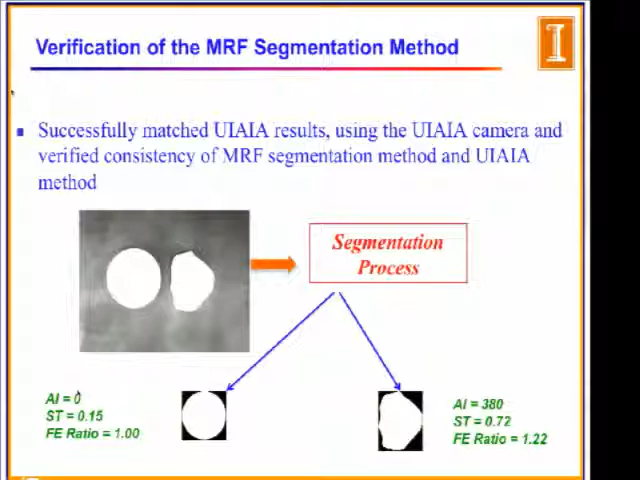 Verification of the MRF Segmentation Method
I
Successfully matched UIAIA results, using the UIAIA camera and
verified consistency of MRF segmentation method and UIAIA
method
Segmentation
Process
AI = 0
ST = 0.15
FE Ratio = 1.00
AI = 380
ST = 0.72
FE Ratio = 1.22